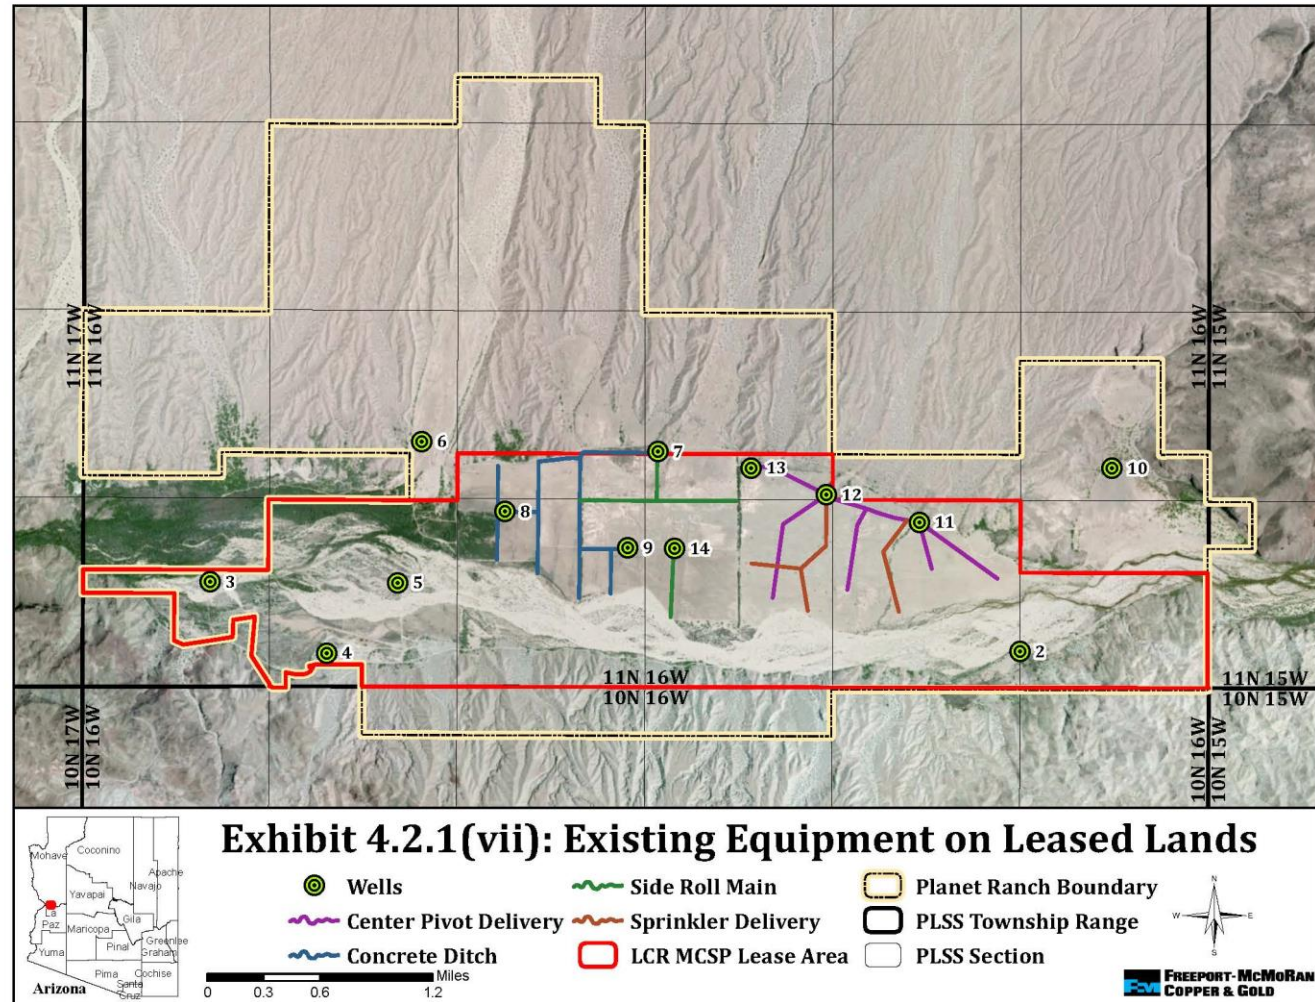 11N 17W
11N 16W
11N 16W
11N 15W
6
7
13
10
12
8
11
9
14
3
5
4
2
11N 16W
10N 16W
11N 15W
10N 15W
10N 17W
10N 16W
10N 16W
10N 15W
Exhibit 4.2.1(vii): Existing Equipment on Leased Lands
Wells
Side Roll Main
Planet Ranch Boundary
Center Pivot Delivery
Sprinkler Delivery
PLSS Township Range
Concrete Ditch
LCR MCSP Lease Area
PLSS Section
Mohave
Coconino
Apache
Navajo
Yavapai
La
Paz
Gila
Maricopa
Greenlee
Graham
Pinal
Yuma
Pima
Cochise
Santa
Cruz
Arizona
Miles
0 0.3 0.6 1.2
N
W E
S
FCX
FREEPORT-McMoRAN
COPPER & GOLD